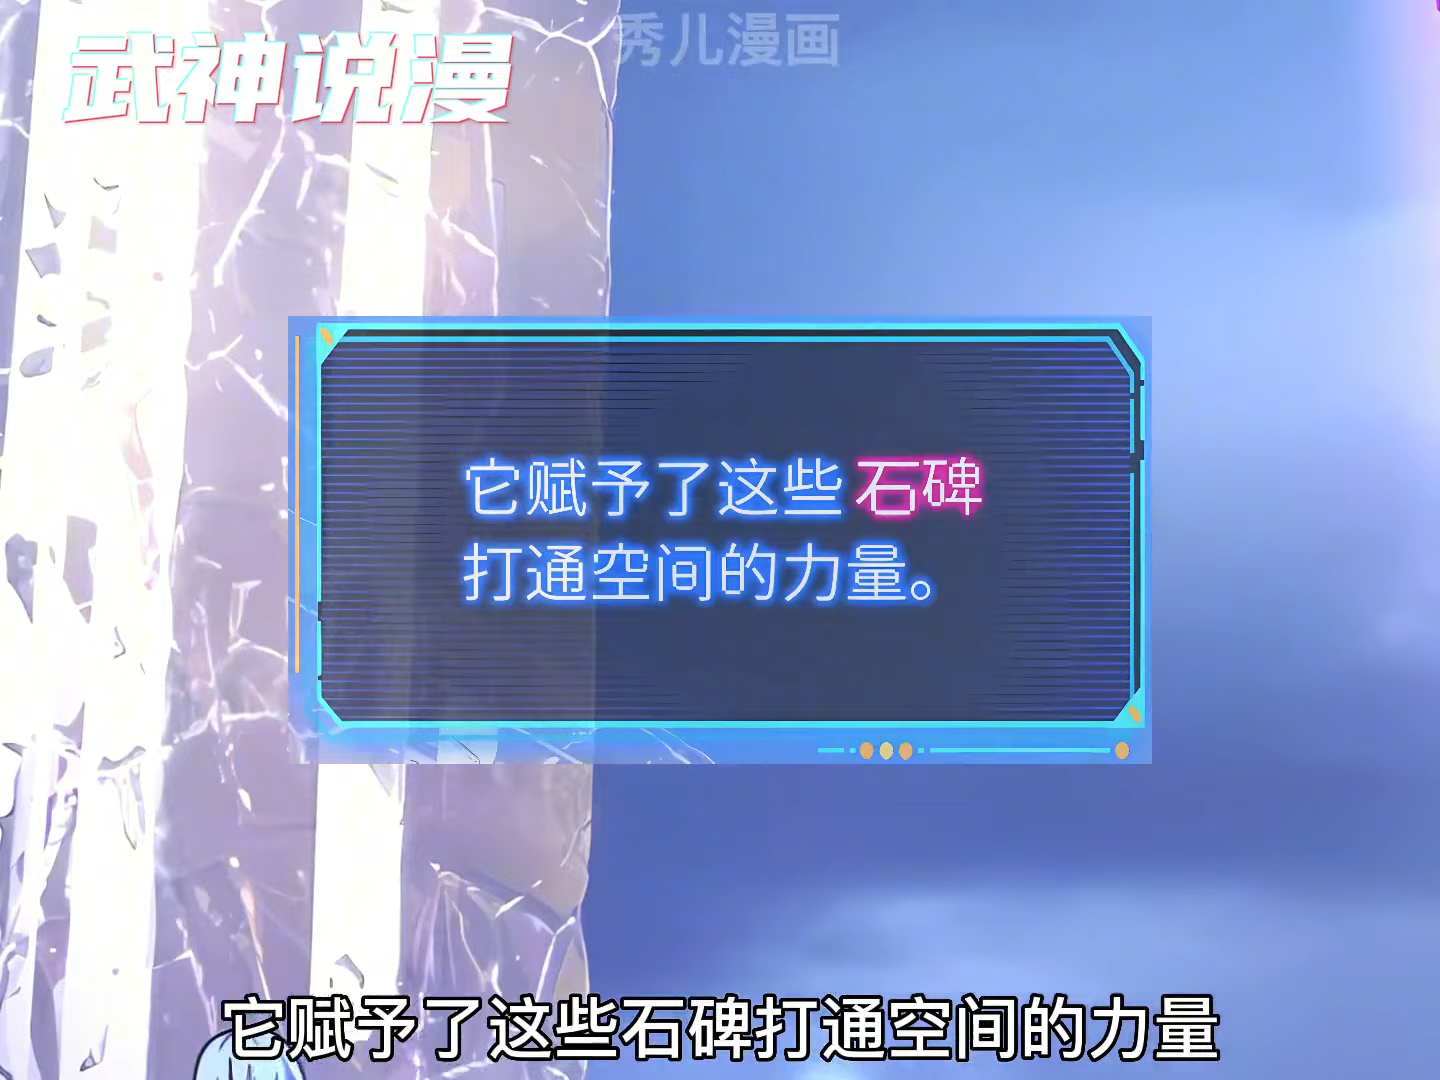 武神说漫
秀儿漫画
它赋予了这些石碑
打通空间的力量。
它赋予了这些石碑打通空间的力量